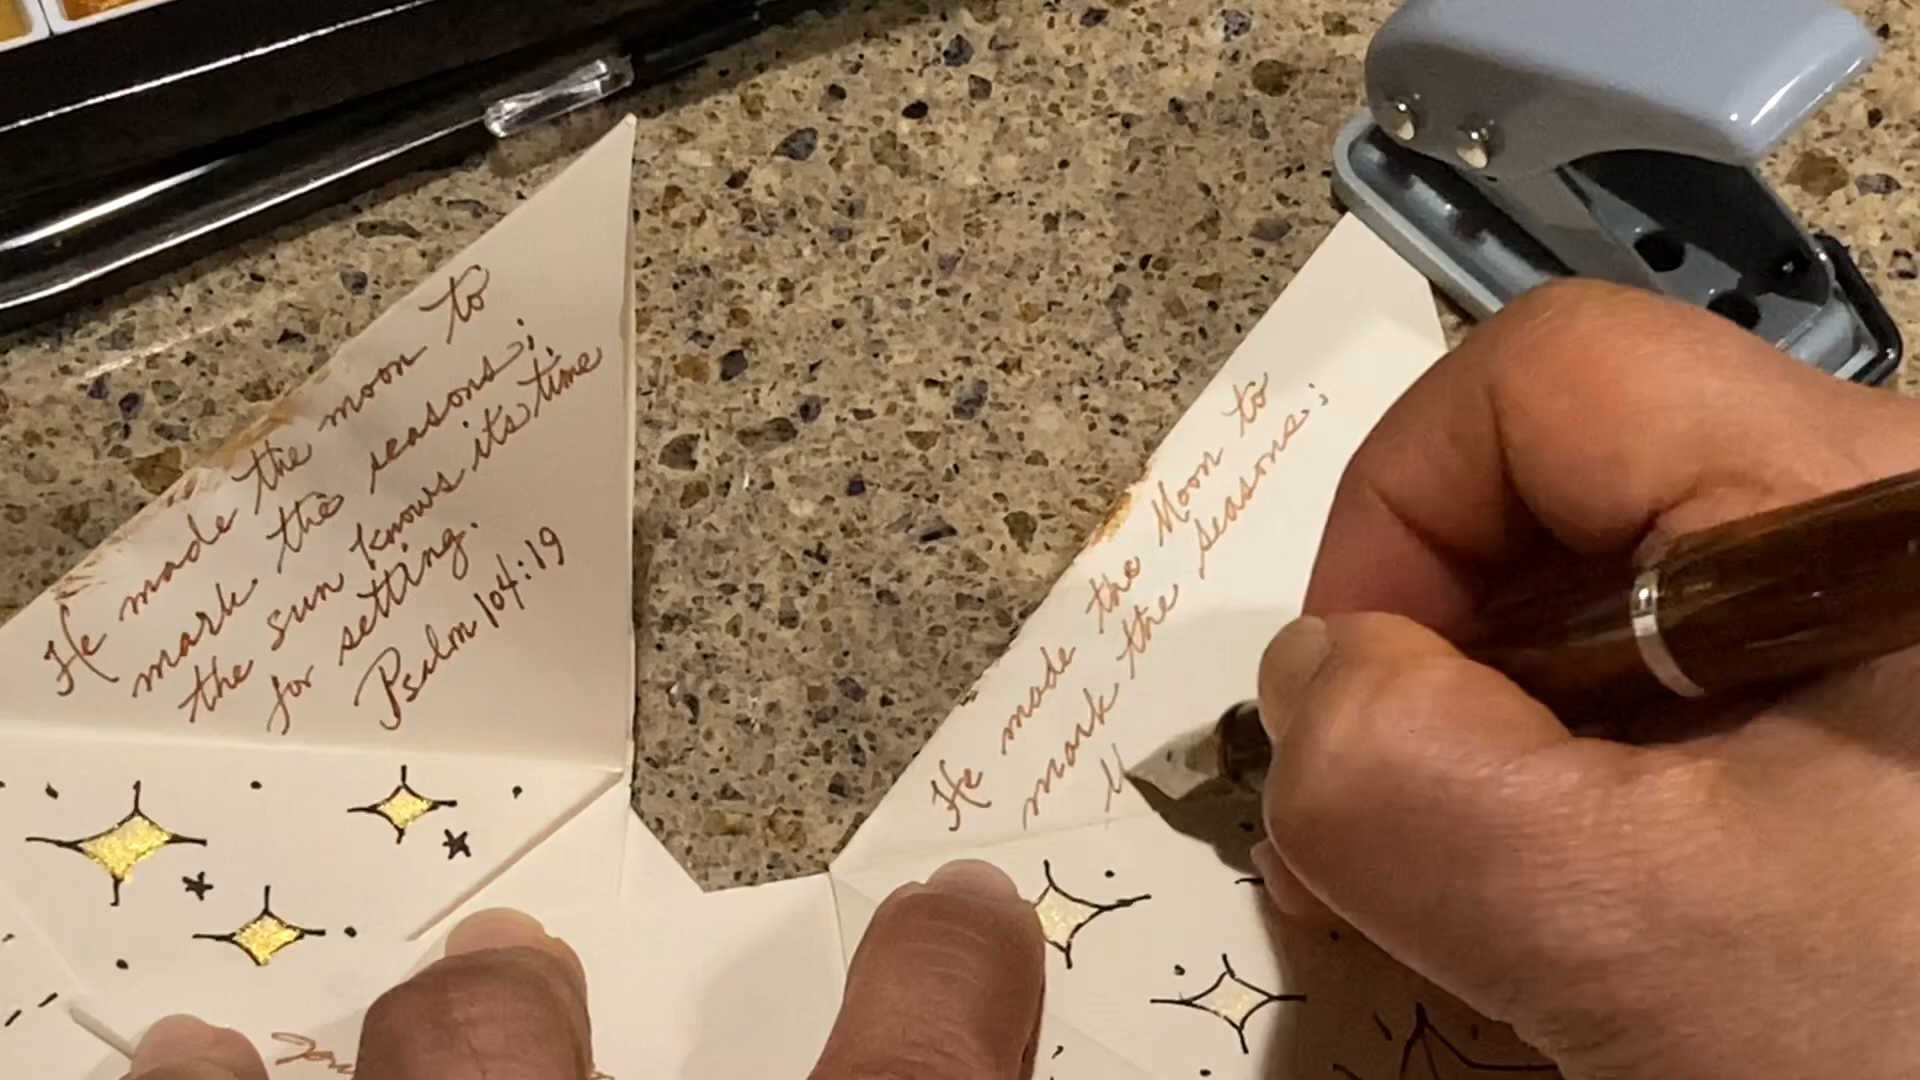 He made the moon to
mark the seasons;
the sun knows its time
for setting.
Psalm 104:19
He made the Moon to
mark the seasons;